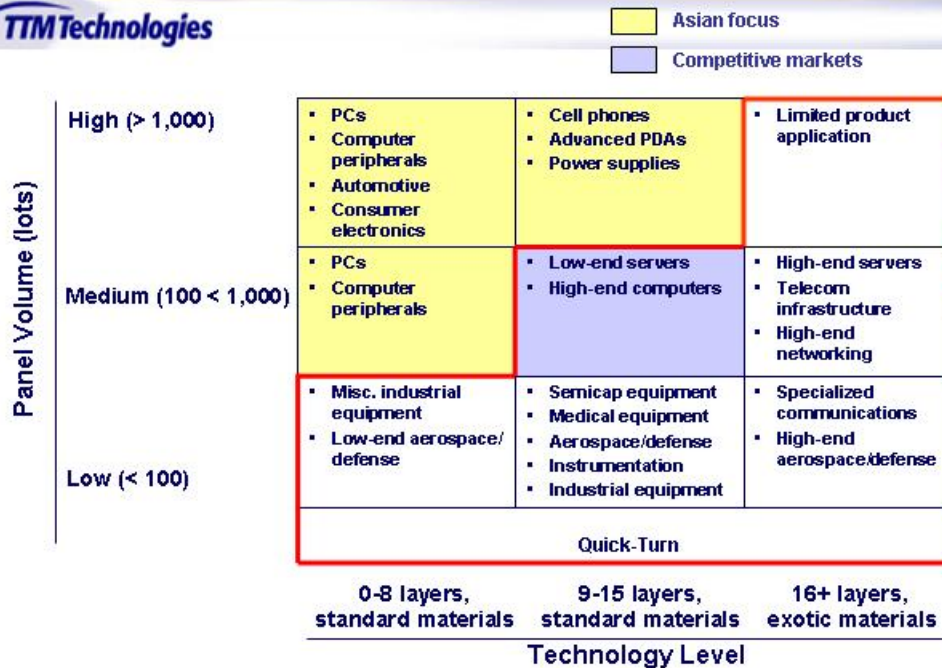 TTM Technologies
Asian focus
Competitive markets
Panel Volume (lots)
High (> 1,000)
▪ PCs
▪ Computer
peripherals
▪ Automotive
▪ Consumer
electronics
▪ Cell phones
▪ Advanced PDAs
▪ Power supplies
▪ Limited product
application
Medium (100 < 1,000)
▪ PCs
▪ Computer
peripherals
▪ Low-end servers
▪ High-end computers
▪ High-end servers
▪ Telecom
infrastructure
▪ High-end
networking
Low (< 100)
▪ Misc. industrial
equipment
▪ Low-end aerospace/
defense
▪ Semicap equipment
▪ Medical equipment
▪ Aerospace/defense
▪ Instrumentation
▪ Industrial equipment
▪ Specialized
communications
▪ High-end
aerospace/defense
Quick-Turn
0-8 layers,
standard materials
9-15 layers,
standard materials
16+ layers,
exotic materials
Technology Level